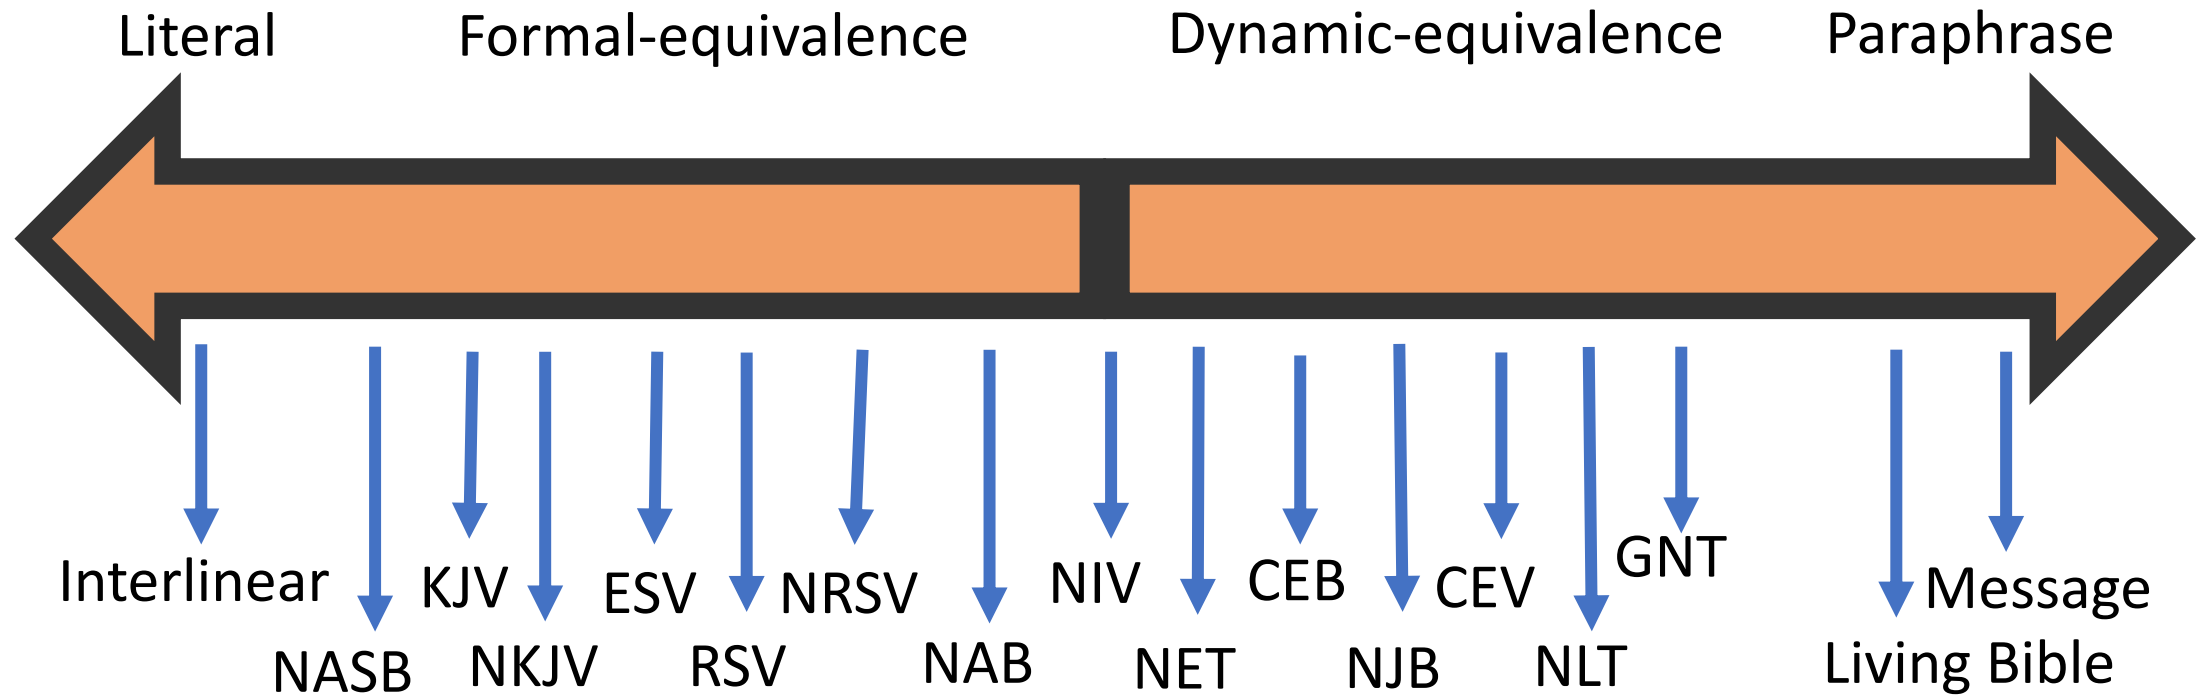 Literal Formal-equivalence Dynamic-equivalence Paraphrase
Interlinear KJV ESV NRSV NIV CEB CEV GNT Message
NASB NKJV RSV NAB NET NJB NLT Living Bible